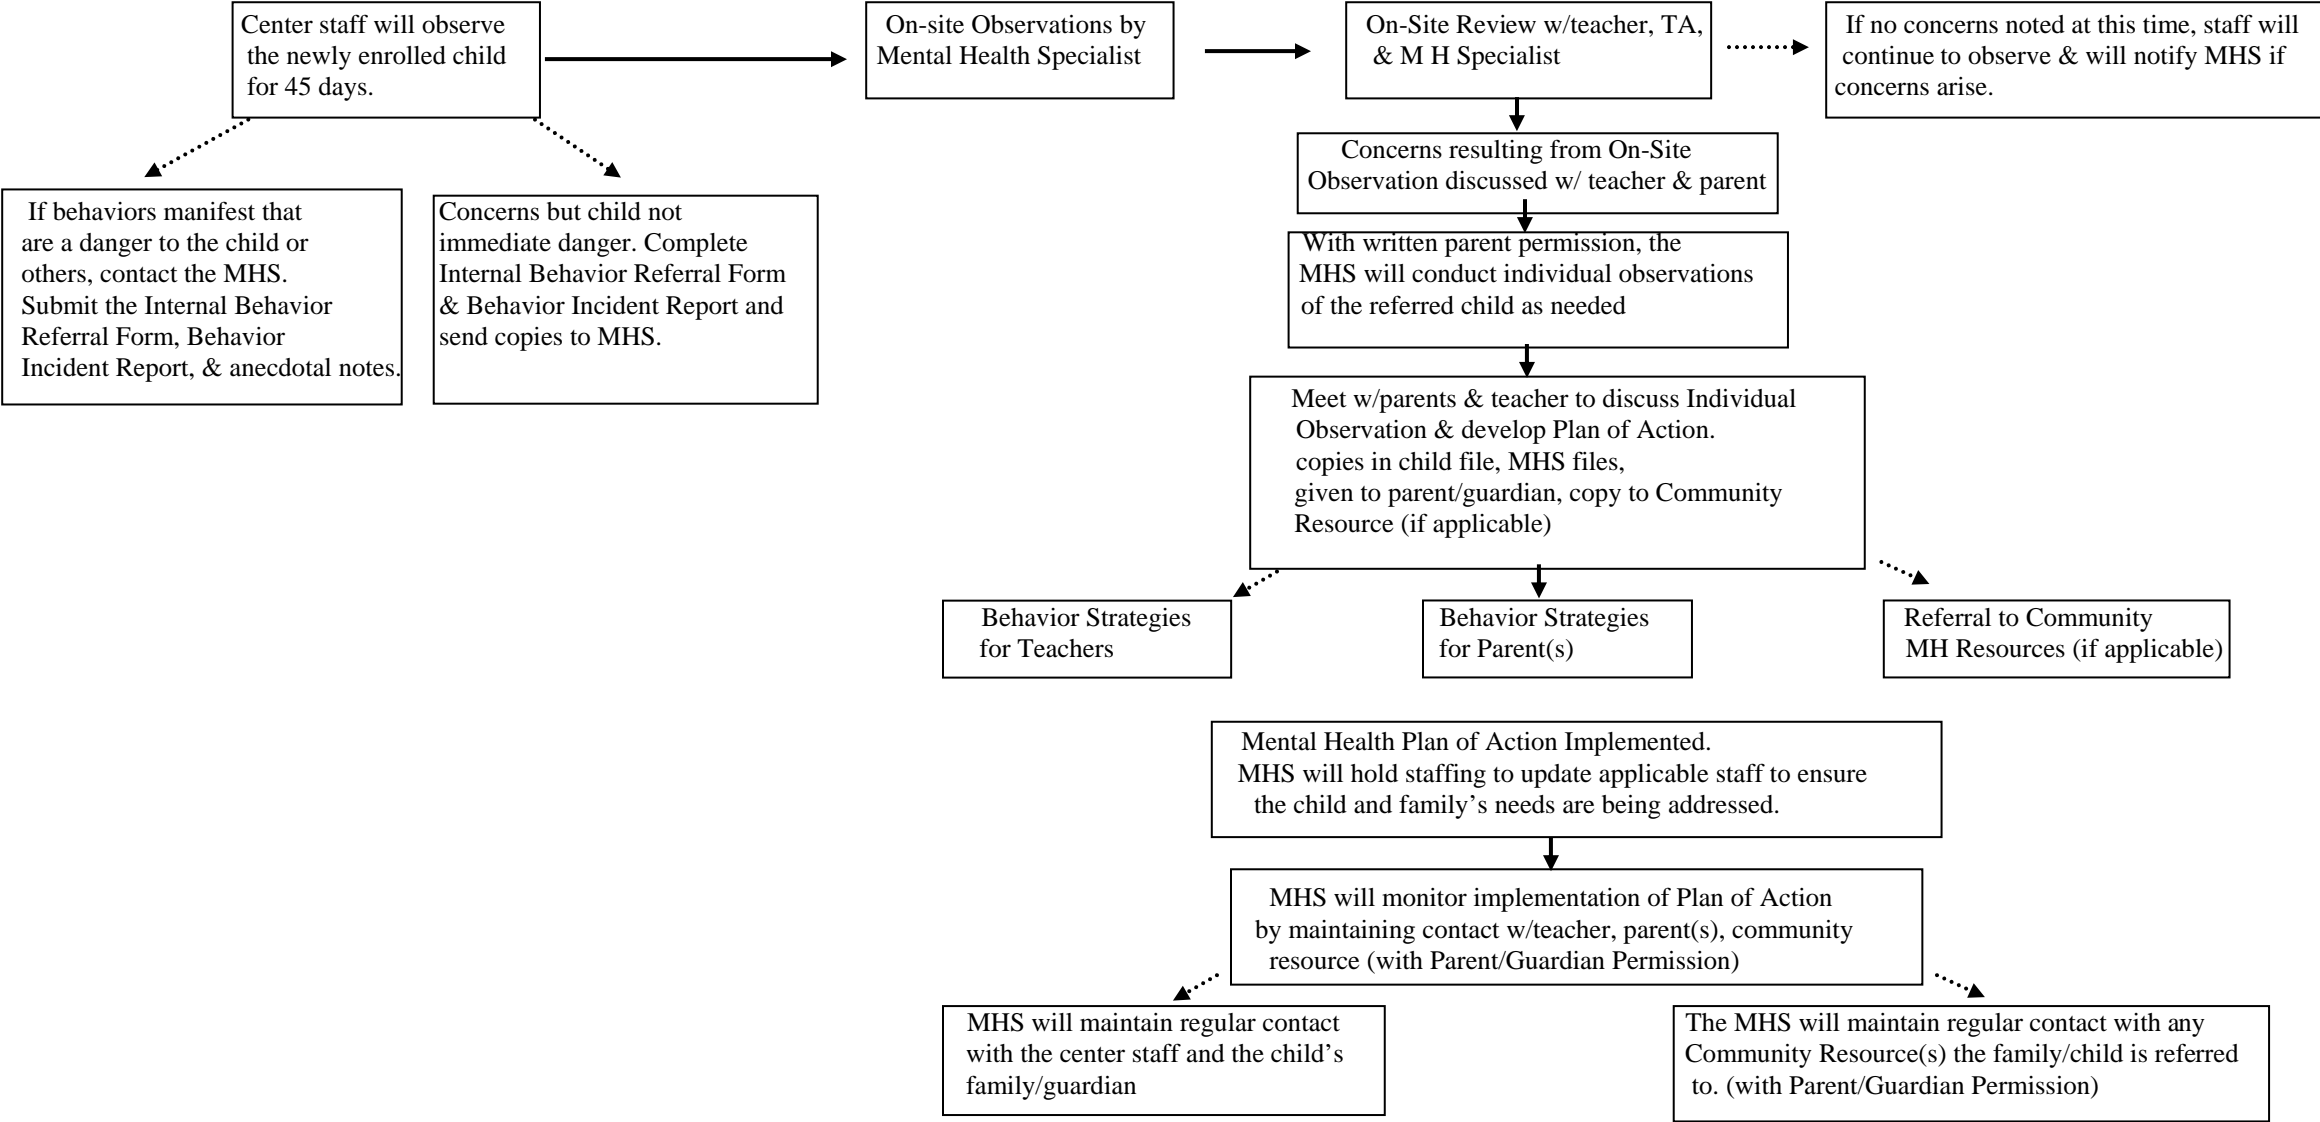 Center staff will observe
the newly enrolled child
for 45 days.
On-site Observations by
Mental Health Specialist
On-Site Review w/teacher, TA,
& M H Specialist
If no concerns noted at this time, staff will
continue to observe & will notify MHS if
concerns arise.
If behaviors manifest that
are a danger to the child or
others, contact the MHS.
Submit the Internal Behavior
Referral Form, Behavior
Incident Report, & anecdotal notes.
Concerns but child not
immediate danger. Complete
Internal Behavior Referral Form
& Behavior Incident Report and
send copies to MHS.
Concerns resulting from On-Site
Observation discussed w/ teacher & parent
With written parent permission, the
MHS will conduct individual observations
of the referred child as needed
Meet w/parents & teacher to discuss Individual
Observation & develop Plan of Action.
copies in child file, MHS files,
given to parent/guardian, copy to Community
Resource (if applicable)
Behavior Strategies
for Teachers
Behavior Strategies
for Parent(s)
Referral to Community
MH Resources (if applicable)
Mental Health Plan of Action Implemented.
MHS will hold staffing to update applicable staff to ensure
the child and family’s needs are being addressed.
MHS will monitor implementation of Plan of Action
by maintaining contact w/teacher, parent(s), community
resource (with Parent/Guardian Permission)
MHS will maintain regular contact
with the center staff and the child’s
family/guardian
The MHS will maintain regular contact with any
Community Resource(s) the family/child is referred
to. (with Parent/Guardian Permission)